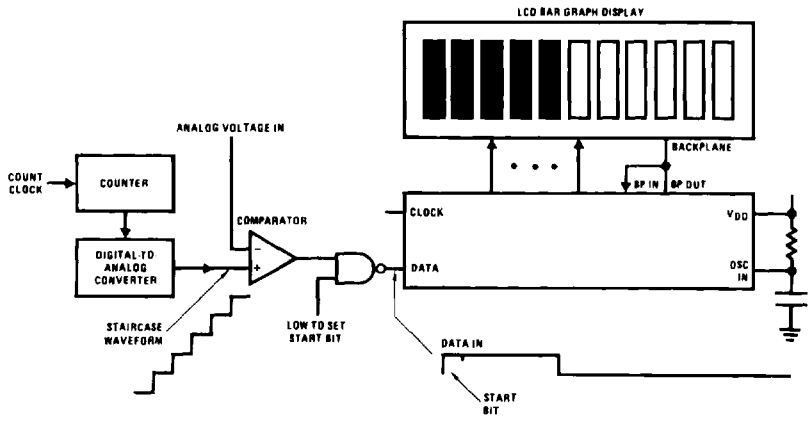 LCD BAR GRAPH DISPLAY
ANALOG VOLTAGE IN
BACKPLANE
COUNT
CLOCK
COUNTER
BP IN
BP OUT
COMPARATOR
CLOCK
VDD
DIGITAL-TO
ANALOG
CONVERTER
−
+
DATA
OSC
IN
STAIRCASE
WAVEFORM
LOW TO SET
START BIT
DATA IN
START
BIT